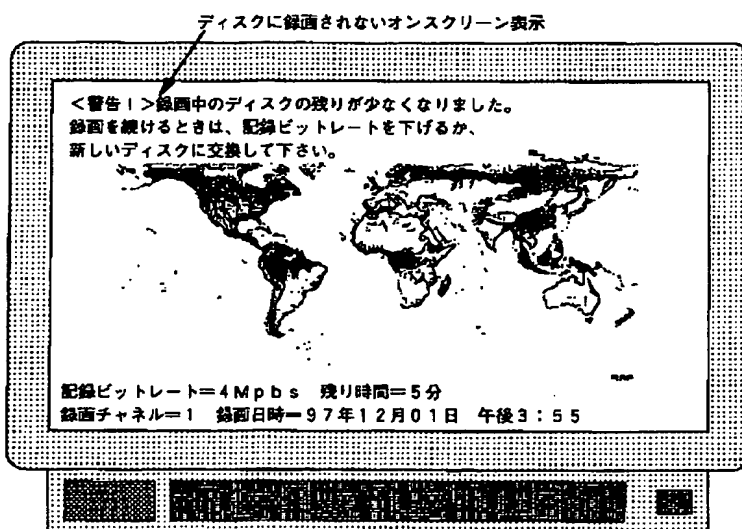 ディスクに録画されないオンスクリーン表示
<警告!>録画中のディスクの残りが少なくなりました。
録画を続けるときは、記録ビットレートを下げるか、
新しいディスクに交換して下さい。
記録ビットレート=4Mpbs 残り時間=5分
録画チャネル=1 録画日時=97年12月01日 午後3:55